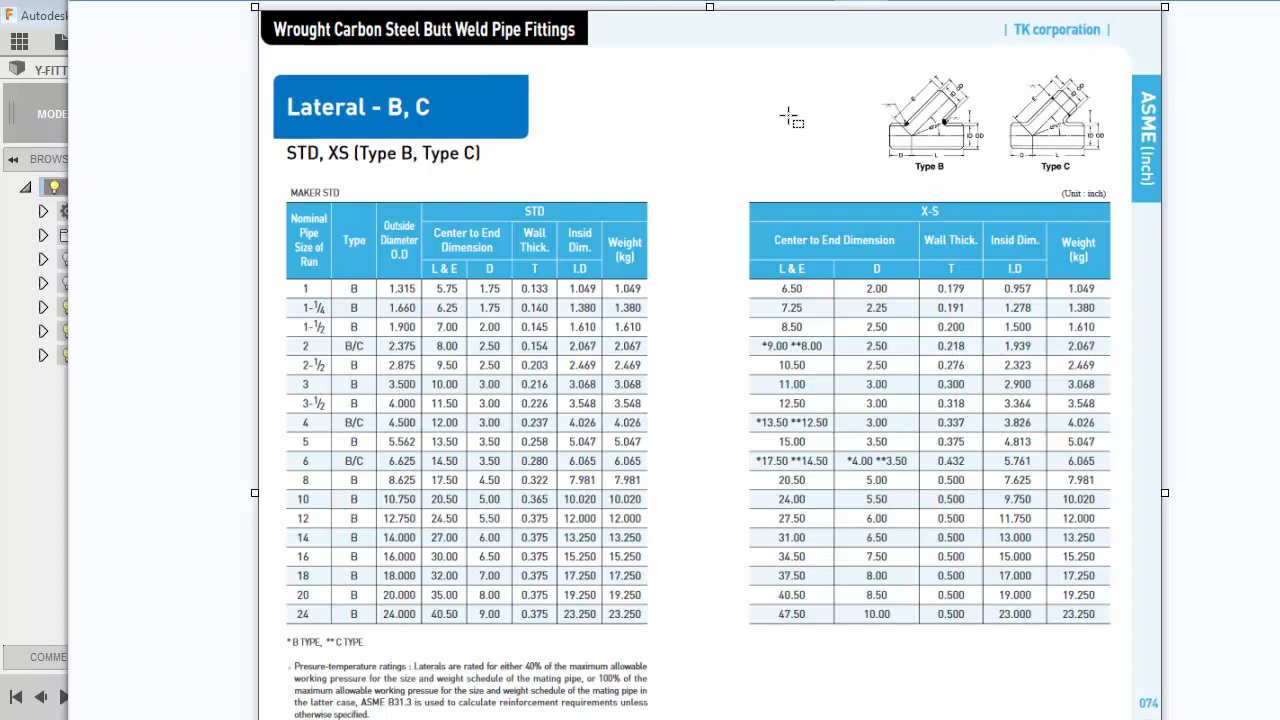 Autodes
Y-FITT
MODE
BROWS
COMME
Wrought Carbon Steel Butt Weld Pipe Fittings
| TK corporation |
Lateral - B, C
STD, XS (Type B, Type C)
Type B
Type C
ASME (Inch)
MAKER STD
(Unit : inch)
Nominal Pipe Size of Run Type Outside Diameter O.D STD X-S
Center to End Dimension Wall Thick. Insid Dim. Weight (kg) Center to End Dimension Wall Thick. Insid Dim. Weight (kg)
L & E D T I.D L & E D T I.D
1 B 1.315 5.75 1.75 0.133 1.049 1.049 6.50 2.00 0.179 0.957 1.049
1-1/4 B 1.660 6.25 1.75 0.140 1.380 1.380 7.25 2.25 0.191 1.278 1.380
1-1/2 B 1.900 7.00 2.00 0.145 1.610 1.610 8.50 2.50 0.200 1.500 1.610
2 B/C 2.375 8.00 2.50 0.154 2.067 2.067 *9.00 **8.00 2.50 0.218 1.939 2.067
2-1/2 B 2.875 9.50 2.50 0.203 2.469 2.469 10.50 2.50 0.276 2.323 2.469
3 B 3.500 10.00 3.00 0.216 3.068 3.068 11.00 3.00 0.300 2.900 3.068
3-1/2 B 4.000 11.50 3.00 0.226 3.548 3.548 12.50 3.00 0.318 3.364 3.548
4 B/C 4.500 12.00 3.00 0.237 4.026 4.026 *13.50 **12.50 3.00 0.337 3.826 4.026
5 B 5.562 13.50 3.50 0.258 5.047 5.047 15.00 3.50 0.375 4.813 5.047
6 B/C 6.625 14.50 3.50 0.280 6.065 6.065 *17.50 **14.50 *4.00 **3.50 0.432 5.761 6.065
8 B 8.625 17.50 4.50 0.322 7.981 7.981 20.50 5.00 0.500 7.625 7.981
10 B 10.750 20.50 5.00 0.365 10.020 10.020 24.00 5.50 0.500 9.750 10.020
12 B 12.750 24.50 5.50 0.375 12.000 12.000 27.50 6.00 0.500 11.750 12.000
14 B 14.000 27.00 6.00 0.375 13.250 13.250 31.00 6.50 0.500 13.000 13.250
16 B 16.000 30.00 6.50 0.375 15.250 15.250 34.50 7.50 0.500 15.000 15.250
18 B 18.000 32.00 7.00 0.375 17.250 17.250 37.50 8.00 0.500 17.000 17.250
20 B 20.000 35.00 8.00 0.375 19.250 19.250 40.50 8.50 0.500 19.000 19.250
24 B 24.000 40.50 9.00 0.375 23.250 23.250 47.50 10.00 0.500 23.000 23.250
* B TYPE, ** C TYPE
Presure-temperature ratings : Laterals are rated for either 40% of the maximum allowable
working pressure for the size and weight schedule of the mating pipe, or 100% of the
maximum allowable working pressue for the size and weight schedule of the mating pipe in
the latter case, ASME B31.3 is used to calculate reinforcement requirements unless
otherwise specified.
074